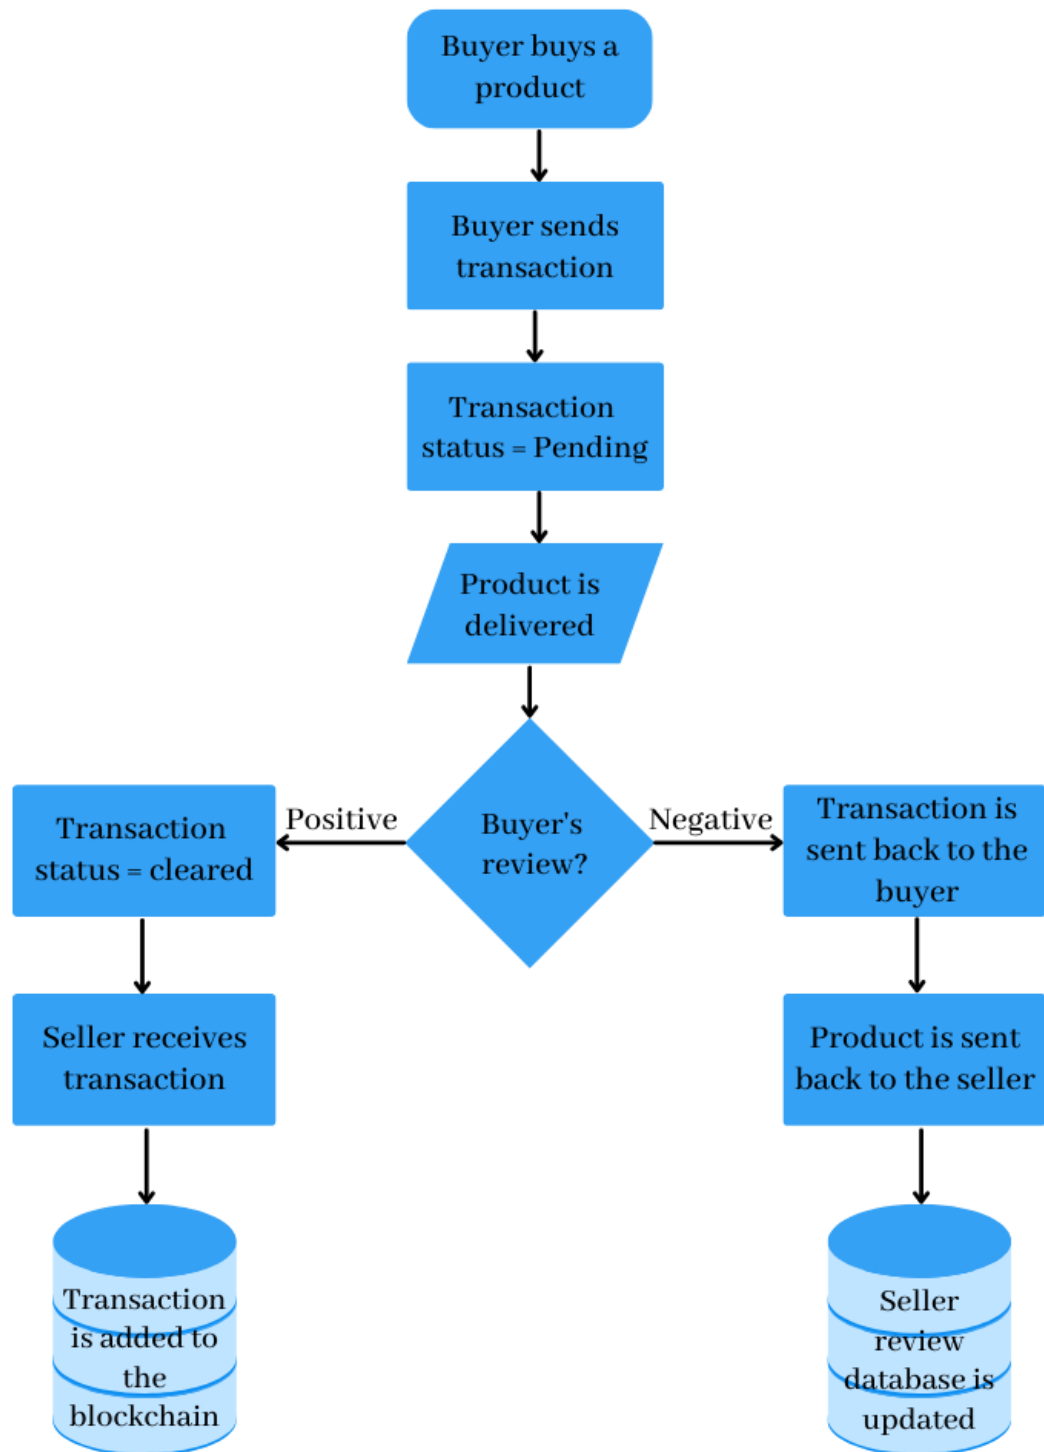 Buyer buys a
product
Buyer sends
transaction
Transaction
status = Pending
Product is
delivered
Buyer's
review?
Positive
Negative
Transaction
status = cleared
Seller receives
transaction
Transaction
is added to
the
blockchain
Transaction is
sent back to the
buyer
Product is sent
back to the seller
Seller
review
database is
updated